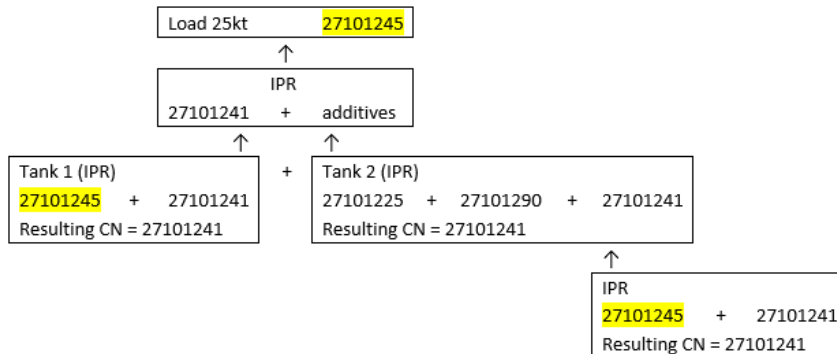 Load 25kt 27101245
↑
IPR
27101241 + additives
↑ ↑
Tank 1 (IPR) + Tank 2 (IPR)
27101245 + 27101241 27101225 + 27101290 + 27101241
Resulting CN = 27101241 Resulting CN = 27101241
↑
IPR
27101245 + 27101241
Resulting CN = 27101241